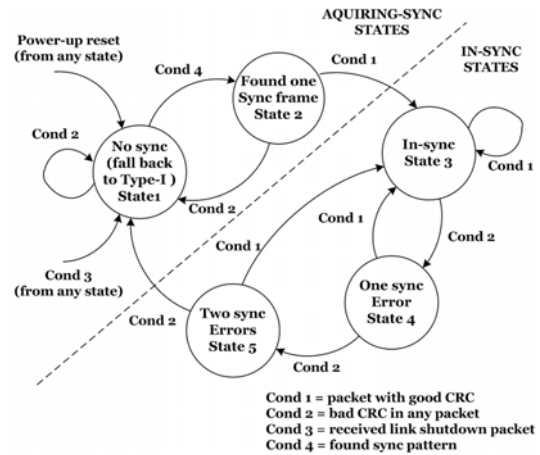 AQUIRING-SYNC
STATES
IN-SYNC
STATES
Power-up reset
(from any state)
Cond 4
Found one
Sync frame
State 2
Cond 1
Cond 2
No sync
(fall back
to Type-I )
State1
Cond 2
In-sync
State 3
Cond 1
Cond 3
(from any state)
Cond 1
Cond 1
Cond 2
Cond 2
Two sync
Errors
State 5
One sync
Error
State 4
Cond 2
Cond 1 = packet with good CRC
Cond 2 = bad CRC in any packet
Cond 3 = received link shutdown packet
Cond 4 = found sync pattern